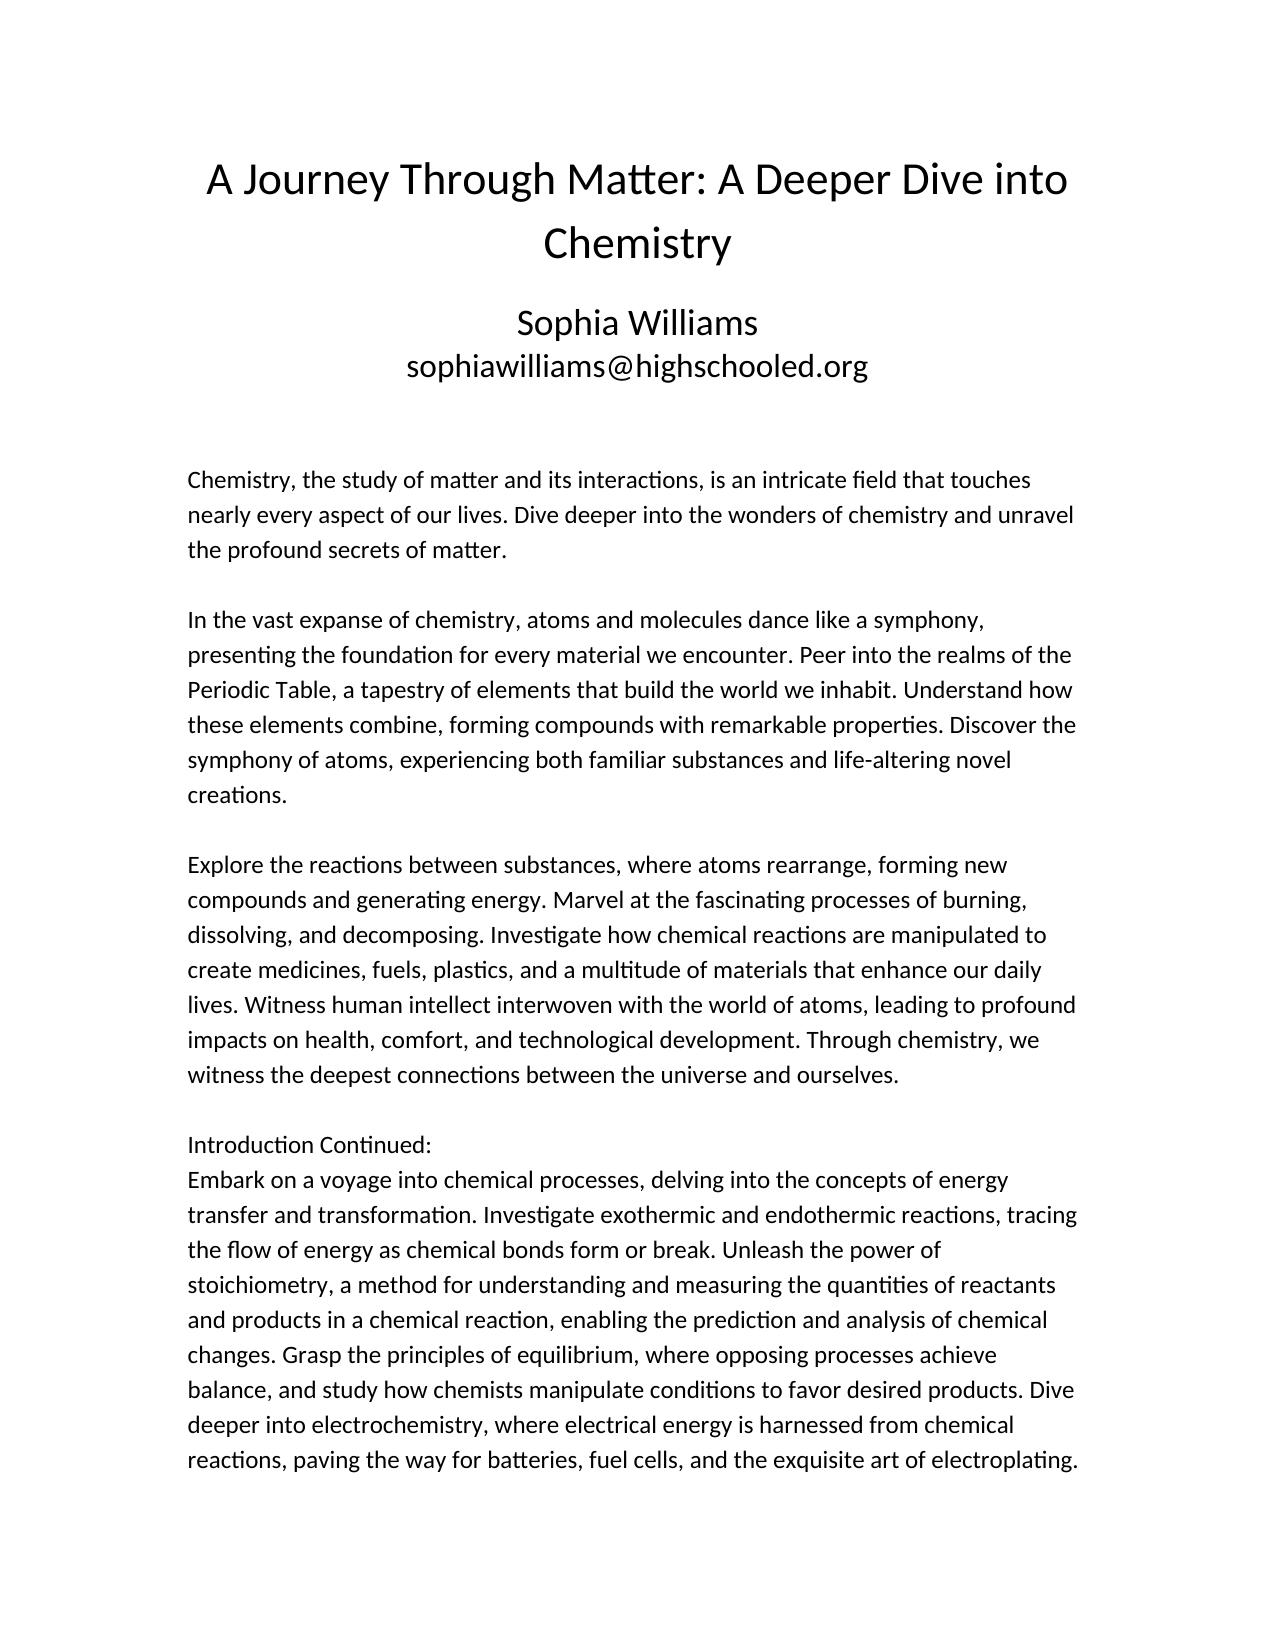 A Journey Through Matter: A Deeper Dive into
Chemistry
Sophia Williams
sophiawilliams@highschooled.org
Chemistry, the study of matter and its interactions, is an intricate field that touches
nearly every aspect of our lives. Dive deeper into the wonders of chemistry and unravel
the profound secrets of matter.
In the vast expanse of chemistry, atoms and molecules dance like a symphony,
presenting the foundation for every material we encounter. Peer into the realms of the
Periodic Table, a tapestry of elements that build the world we inhabit. Understand how
these elements combine, forming compounds with remarkable properties. Discover the
symphony of atoms, experiencing both familiar substances and life-altering novel
creations.
Explore the reactions between substances, where atoms rearrange, forming new
compounds and generating energy. Marvel at the fascinating processes of burning,
dissolving, and decomposing. Investigate how chemical reactions are manipulated to
create medicines, fuels, plastics, and a multitude of materials that enhance our daily
lives. Witness human intellect interwoven with the world of atoms, leading to profound
impacts on health, comfort, and technological development. Through chemistry, we
witness the deepest connections between the universe and ourselves.
Introduction Continued:
Embark on a voyage into chemical processes, delving into the concepts of energy
transfer and transformation. Investigate exothermic and endothermic reactions, tracing
the flow of energy as chemical bonds form or break. Unleash the power of
stoichiometry, a method for understanding and measuring the quantities of reactants
and products in a chemical reaction, enabling the prediction and analysis of chemical
changes. Grasp the principles of equilibrium, where opposing processes achieve
balance, and study how chemists manipulate conditions to favor desired products. Dive
deeper into electrochemistry, where electrical energy is harnessed from chemical
reactions, paving the way for batteries, fuel cells, and the exquisite art of electroplating.